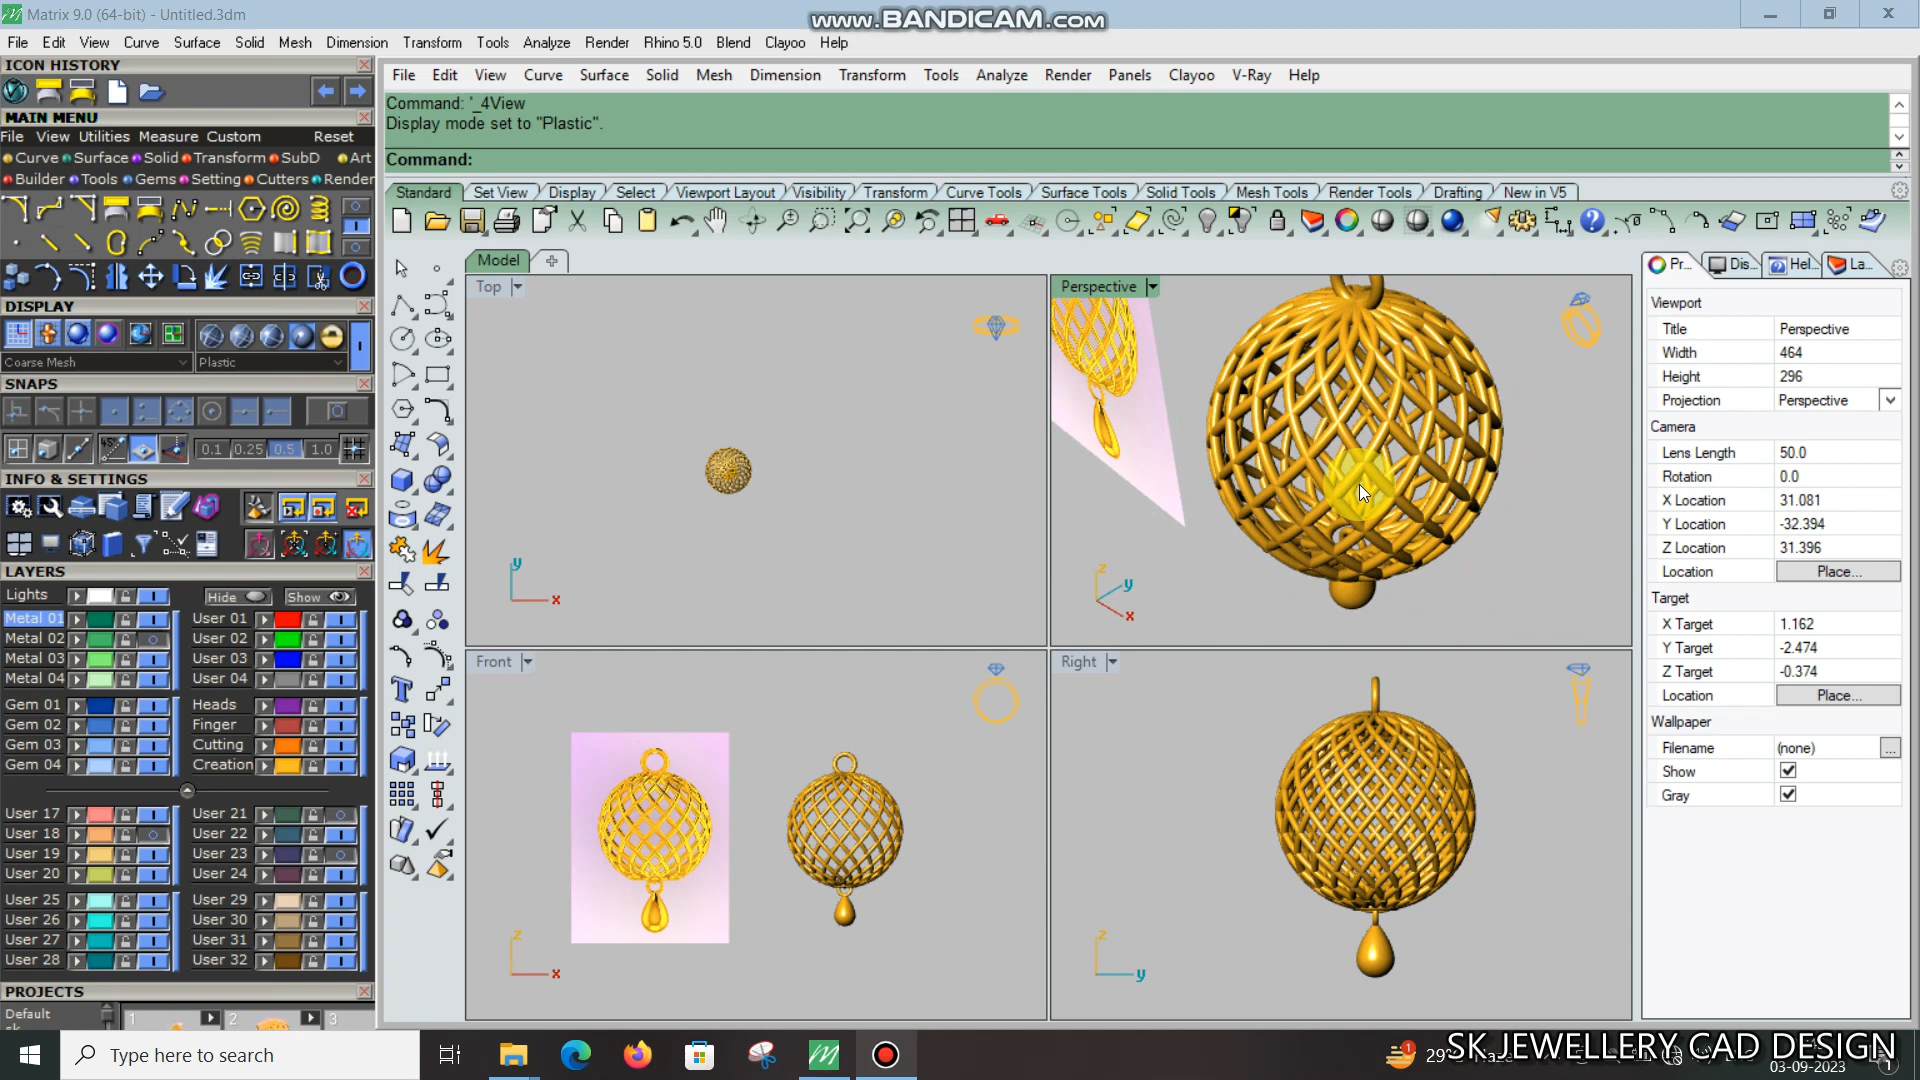 Matrix 9.0 (64-bit) - Untitled.3dm
www.BANDICAM.com
File Edit View Curve Surface Solid Mesh Dimension Transform Tools Analyze Render Rhino 5.0 Blend Clayoo Help
ICON HISTORY
MAIN MENU
File View Utilities Measure Custom Reset
Curve Surface Solid Transform SubD Art
Builder Tools Gems Setting Cutters Render
DISPLAY
Coarse Mesh Plastic
SNAPS
45°
0.1 0.25 0.5 1.0
INFO & SETTINGS
LAYERS
Lights Hide Show
Metal 01 User 01
Metal 02 User 02
Metal 03 User 03
Metal 04 User 04
Gem 01 Heads
Gem 02 Finger
Gem 03 Cutting
Gem 04 Creation
User 17 User 21
User 18 User 22
User 19 User 23
User 20 User 24
User 25 User 29
User 26 User 30
User 27 User 31
User 28 User 32
PROJECTS
Default
1 2 3
File Edit View Curve Surface Solid Mesh Dimension Transform Tools Analyze Render Panels Clayoo V-Ray Help
Command: '_4View
Display mode set to "Plastic".
Command:
Standard Set View Display Select Viewport Layout Visibility Transform Curve Tools Surface Tools Solid Tools Mesh Tools Render Tools Drafting New in V5
Model
Top
y
x
Perspective
z
y
x
Front
z
x
Right
z
y
Pr... Dis... Hel... La...
Viewport
Title Perspective
Width 464
Height 296
Projection Perspective
Camera
Lens Length 50.0
Rotation 0.0
X Location 31.081
Y Location -32.394
Z Location 31.396
Location Place...
Target
X Target 1.162
Y Target -2.474
Z Target -0.374
Location Place...
Wallpaper
Filename (none) ...
Show
Gray
Type here to search
29°
SK JEWELLERY CAD DESIGN
03-09-2023
1